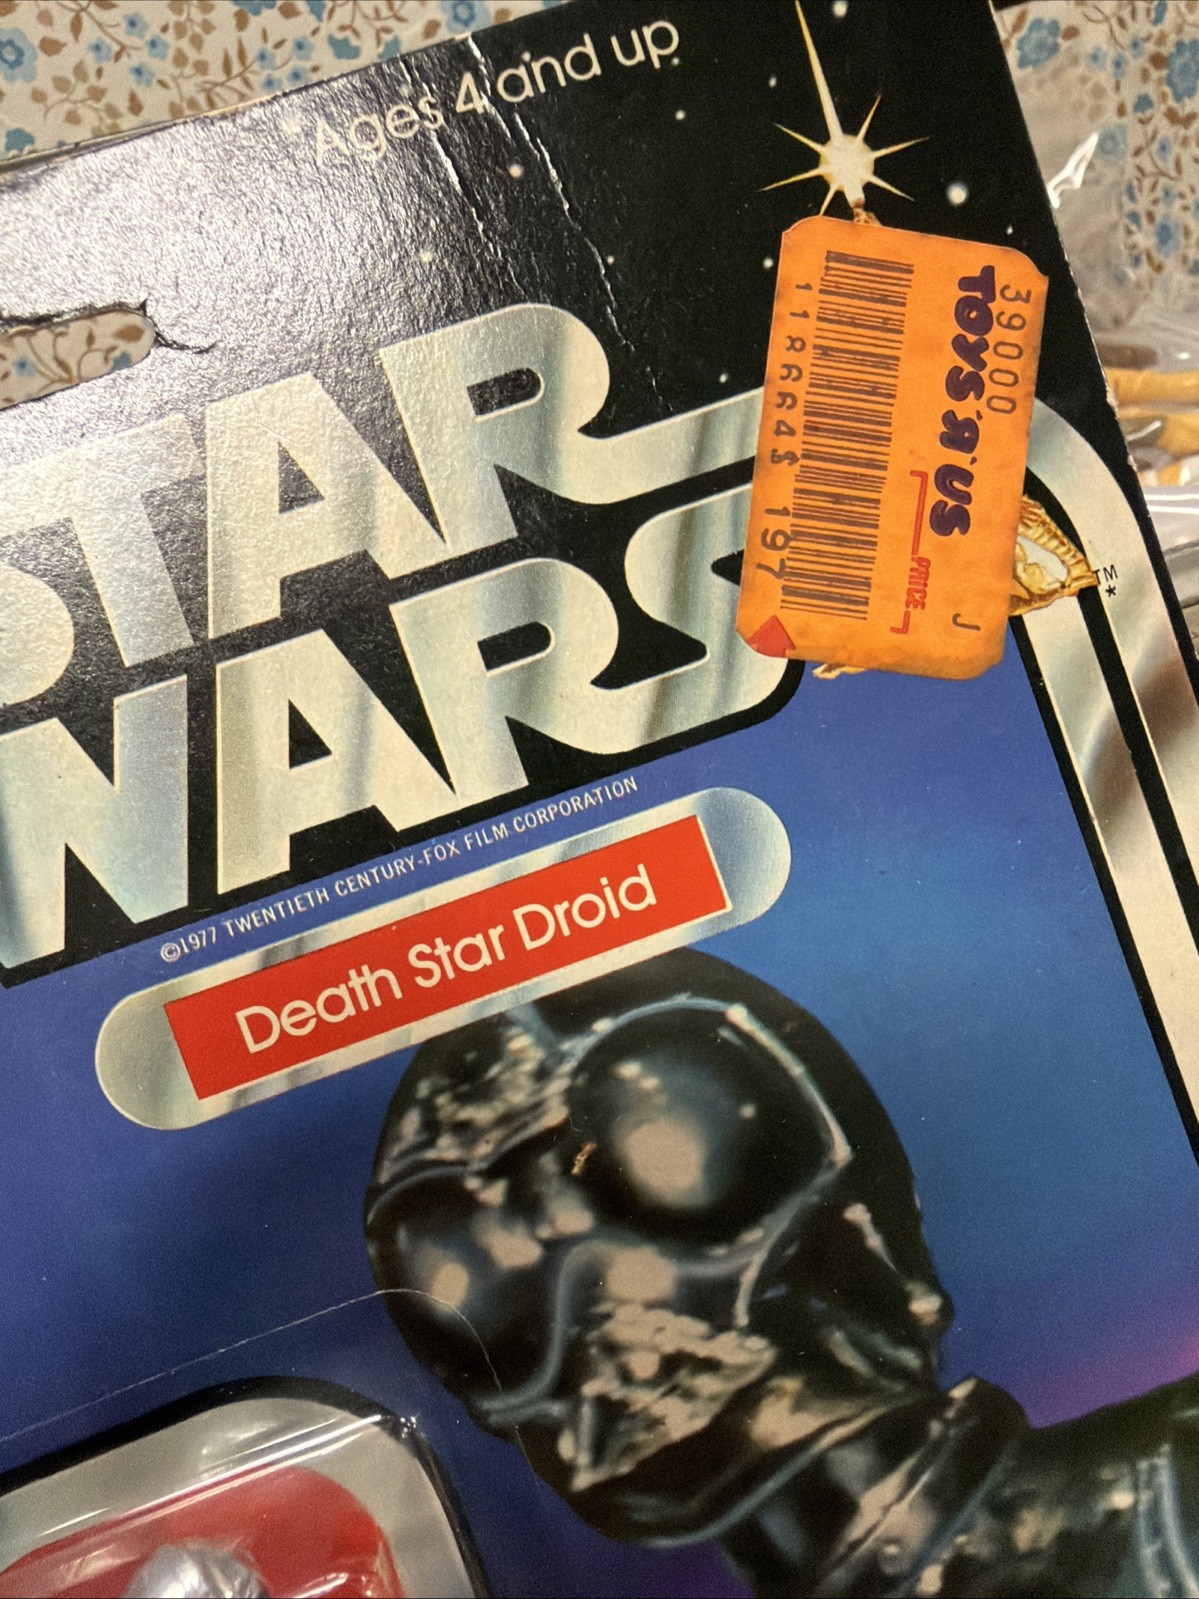 Ages 4 and up
STAR
WARS
39000
TOYS "R" US
PRICE
J
118664$ 197
TM
*
©1977 TWENTIETH CENTURY-FOX FILM CORPORATION
Death Star Droid